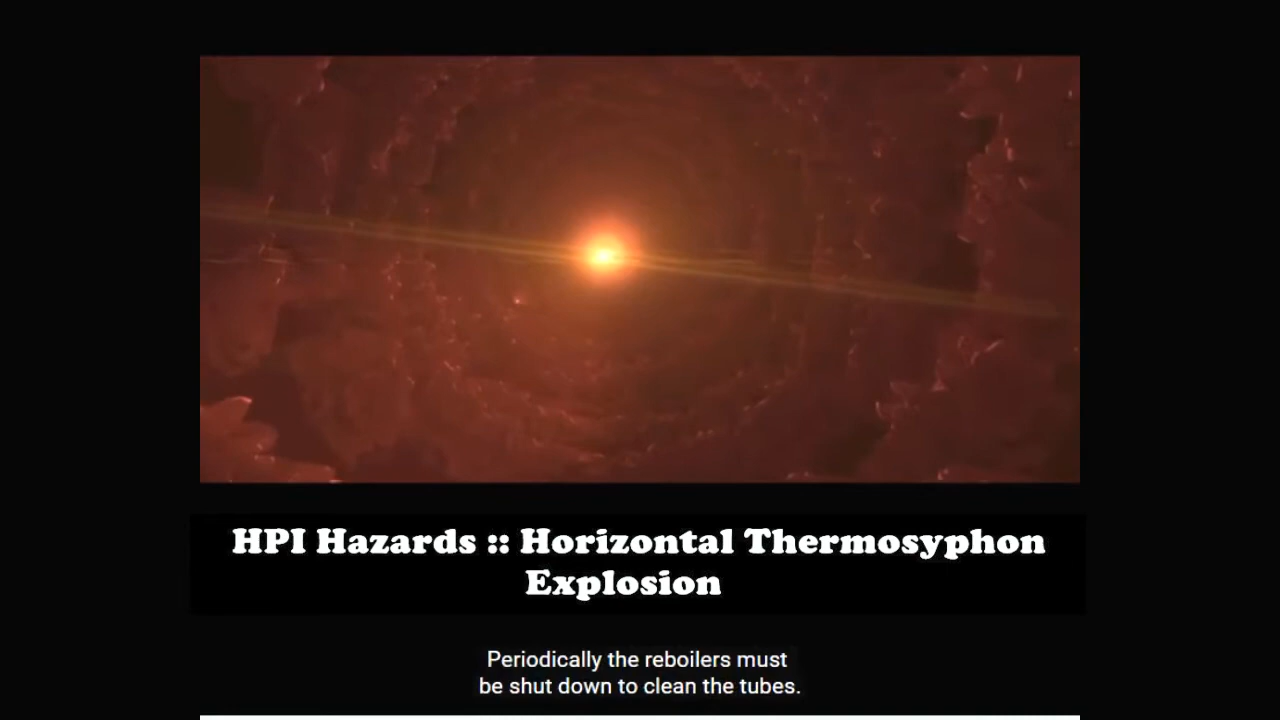 HPI Hazards :: Horizontal Thermosyphon
Explosion
Periodically the reboilers must
be shut down to clean the tubes.